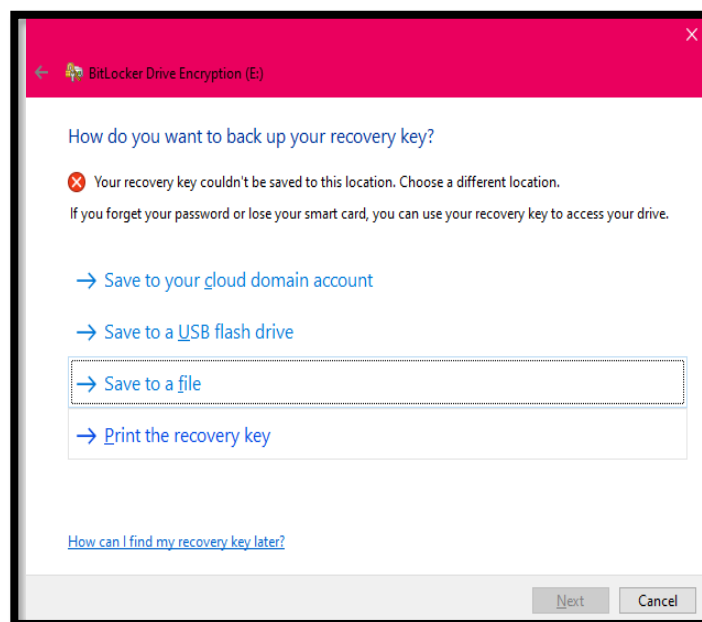 BitLocker Drive Encryption (E:)
How do you want to back up your recovery key?
Your recovery key couldn't be saved to this location. Choose a different location.
If you forget your password or lose your smart card, you can use your recovery key to access your drive.
Save to your cloud domain account
Save to a USB flash drive
Save to a file
Print the recovery key
How can I find my recovery key later?
Next Cancel